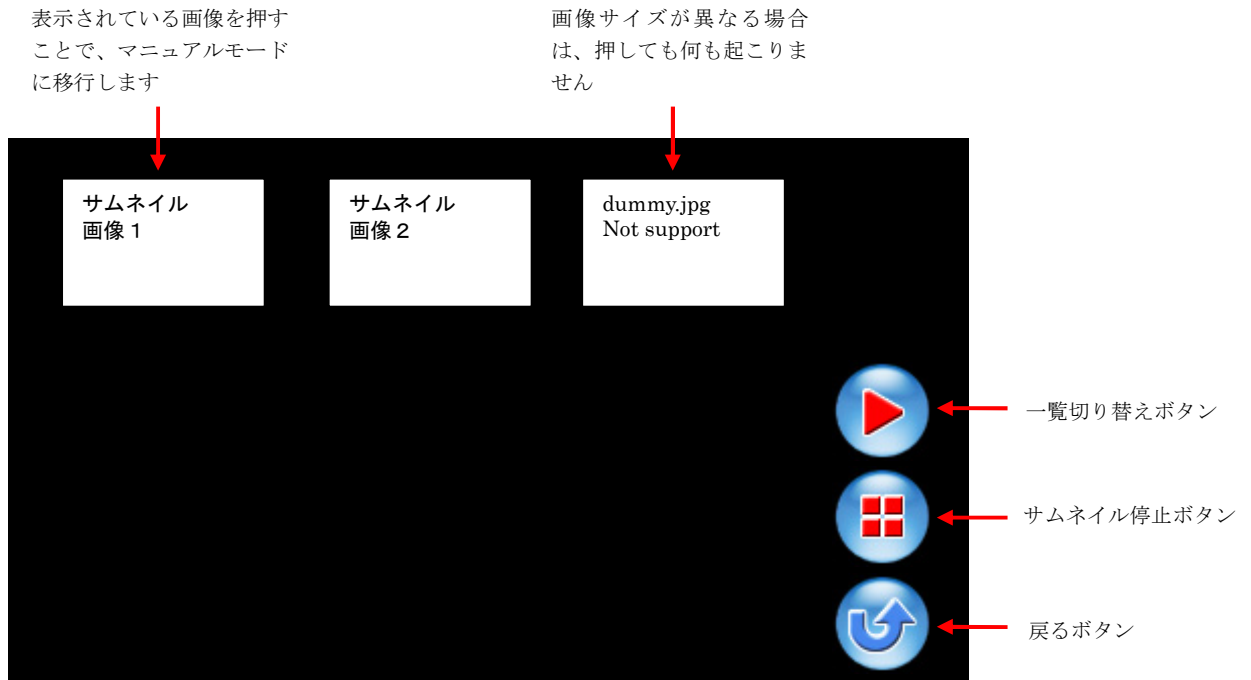 表示されている画像を押す
ことで、マニュアルモード
に移行します
画像サイズが異なる場合
は、押しても何も起こりま
せん
サムネイル
画像１
サムネイル
画像２
dummy.jpg
Not support
一覧切り替えボタン
サムネイル停止ボタン
戻るボタン